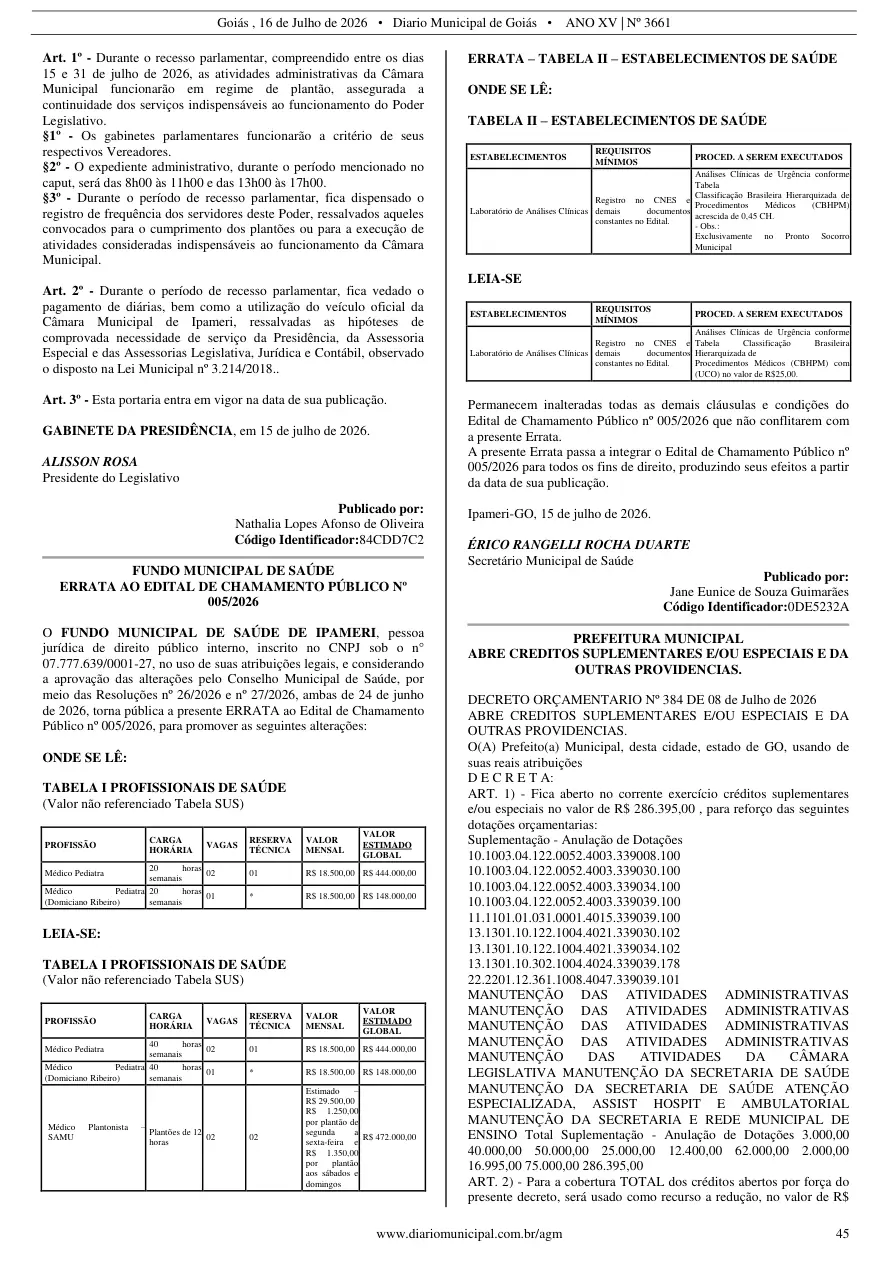 Goiás , 16 de Julho de 2026 • Diario Municipal de Goiás • ANO XV | Nº 3661
Art. 1º - Durante o recesso parlamentar, compreendido entre os dias
15 e 31 de julho de 2026, as atividades administrativas da Câmara
Municipal funcionarão em regime de plantão, assegurada a
continuidade dos serviços indispensáveis ao funcionamento do Poder
Legislativo.
§1º - Os gabinetes parlamentares funcionarão a critério de seus
respectivos Vereadores.
§2º - O expediente administrativo, durante o período mencionado no
caput, será das 8h00 às 11h00 e das 13h00 às 17h00.
§3º - Durante o período de recesso parlamentar, fica dispensado o
registro de frequência dos servidores deste Poder, ressalvados aqueles
convocados para o cumprimento dos plantões ou para a execução de
atividades consideradas indispensáveis ao funcionamento da Câmara
Municipal.
Art. 2º - Durante o período de recesso parlamentar, fica vedado o
pagamento de diárias, bem como a utilização do veículo oficial da
Câmara Municipal de Ipameri, ressalvadas as hipóteses de
comprovada necessidade de serviço da Presidência, da Assessoria
Especial e das Assessorias Legislativa, Jurídica e Contábil, observado
o disposto na Lei Municipal nº 3.214/2018..
Art. 3º - Esta portaria entra em vigor na data de sua publicação.
GABINETE DA PRESIDÊNCIA, em 15 de julho de 2026.
ALISSON ROSA
Presidente do Legislativo
Publicado por:
Nathalia Lopes Afonso de Oliveira
Código Identificador:84CDD7C2
FUNDO MUNICIPAL DE SAÚDE
ERRATA AO EDITAL DE CHAMAMENTO PÚBLICO Nº
005/2026
O FUNDO MUNICIPAL DE SAÚDE DE IPAMERI, pessoa
jurídica de direito público interno, inscrito no CNPJ sob o n°
07.777.639/0001-27, no uso de suas atribuições legais, e considerando
a aprovação das alterações pelo Conselho Municipal de Saúde, por
meio das Resoluções nº 26/2026 e nº 27/2026, ambas de 24 de junho
de 2026, torna pública a presente ERRATA ao Edital de Chamamento
Público nº 005/2026, para promover as seguintes alterações:
ONDE SE LÊ:
TABELA I PROFISSIONAIS DE SAÚDE
(Valor não referenciado Tabela SUS)
PROFISSÃO CARGA HORÁRIA VAGAS RESERVA TÉCNICA VALOR MENSAL VALOR ESTIMADO GLOBAL
Médico Pediatra 20 horas semanais 02 01 R$ 18.500,00 R$ 444.000,00
Médico Pediatra (Domiciano Ribeiro) 20 horas semanais 01 * R$ 18.500,00 R$ 148.000,00
LEIA-SE:
TABELA I PROFISSIONAIS DE SAÚDE
(Valor não referenciado Tabela SUS)
PROFISSÃO CARGA HORÁRIA VAGAS RESERVA TÉCNICA VALOR MENSAL VALOR ESTIMADO GLOBAL
Médico Pediatra 40 horas semanais 02 01 R$ 18.500,00 R$ 444.000,00
Médico Pediatra (Domiciano Ribeiro) 40 horas semanais 01 * R$ 18.500,00 R$ 148.000,00
Médico Plantonista – SAMU Plantões de 12 horas 02 02 Estimado – R$ 29.500,00 R$ 1.250,00 por plantão de segunda a sexta-feira e R$ 1.350,00 por plantão aos sábados e domingos R$ 472.000,00
ERRATA – TABELA II – ESTABELECIMENTOS DE SAÚDE
ONDE SE LÊ:
TABELA II – ESTABELECIMENTOS DE SAÚDE
ESTABELECIMENTOS REQUISITOS MÍNIMOS PROCED. A SEREM EXECUTADOS
Laboratório de Análises Clínicas Registro no CNES e demais documentos constantes no Edital. Análises Clínicas de Urgência conforme Tabela
Classificação Brasileira Hierarquizada de Procedimentos Médicos (CBHPM) acrescida de 0,45 CH.
- Obs.:
Exclusivamente no Pronto Socorro Municipal
LEIA-SE
ESTABELECIMENTOS REQUISITOS MÍNIMOS PROCED. A SEREM EXECUTADOS
Laboratório de Análises Clínicas Registro no CNES e demais documentos constantes no Edital. Análises Clínicas de Urgência conforme Tabela Classificação Brasileira Hierarquizada de
Procedimentos Médicos (CBHPM) com (UCO) no valor de R$25,00.
Permanecem inalteradas todas as demais cláusulas e condições do
Edital de Chamamento Público nº 005/2026 que não conflitarem com
a presente Errata.
A presente Errata passa a integrar o Edital de Chamamento Público nº
005/2026 para todos os fins de direito, produzindo seus efeitos a partir
da data de sua publicação.
Ipameri-GO, 15 de julho de 2026.
ÉRICO RANGELLI ROCHA DUARTE
Secretário Municipal de Saúde
Publicado por:
Jane Eunice de Souza Guimarães
Código Identificador:0DE5232A
PREFEITURA MUNICIPAL
ABRE CREDITOS SUPLEMENTARES E/OU ESPECIAIS E DA
OUTRAS PROVIDENCIAS.
DECRETO ORÇAMENTARIO Nº 384 DE 08 de Julho de 2026
ABRE CREDITOS SUPLEMENTARES E/OU ESPECIAIS E DA
OUTRAS PROVIDENCIAS.
O(A) Prefeito(a) Municipal, desta cidade, estado de GO, usando de
suas reais atribuições
D E C R E T A:
ART. 1) - Fica aberto no corrente exercício créditos suplementares
e/ou especiais no valor de R$ 286.395,00 , para reforço das seguintes
dotações orçamentarias:
Suplementação - Anulação de Dotações
10.1003.04.122.0052.4003.339008.100
10.1003.04.122.0052.4003.339030.100
10.1003.04.122.0052.4003.339034.100
10.1003.04.122.0052.4003.339039.100
11.1101.01.031.0001.4015.339039.100
13.1301.10.122.1004.4021.339030.102
13.1301.10.122.1004.4021.339034.102
13.1301.10.302.1004.4024.339039.178
22.2201.12.361.1008.4047.339039.101
MANUTENÇÃO DAS ATIVIDADES ADMINISTRATIVAS
MANUTENÇÃO DAS ATIVIDADES ADMINISTRATIVAS
MANUTENÇÃO DAS ATIVIDADES ADMINISTRATIVAS
MANUTENÇÃO DAS ATIVIDADES ADMINISTRATIVAS
MANUTENÇÃO DAS ATIVIDADES DA CÂMARA
LEGISLATIVA MANUTENÇÃO DA SECRETARIA DE SAÚDE
MANUTENÇÃO DA SECRETARIA DE SAÚDE ATENÇÃO
ESPECIALIZADA, ASSIST HOSPIT E AMBULATORIAL
MANUTENÇÃO DA SECRETARIA E REDE MUNICIPAL DE
ENSINO Total Suplementação - Anulação de Dotações 3.000,00
40.000,00 50.000,00 25.000,00 12.400,00 62.000,00 2.000,00
16.995,00 75.000,00 286.395,00
ART. 2) - Para a cobertura TOTAL dos créditos abertos por força do
presente decreto, será usado como recurso a redução, no valor de R$
www.diariomunicipal.com.br/agm 45